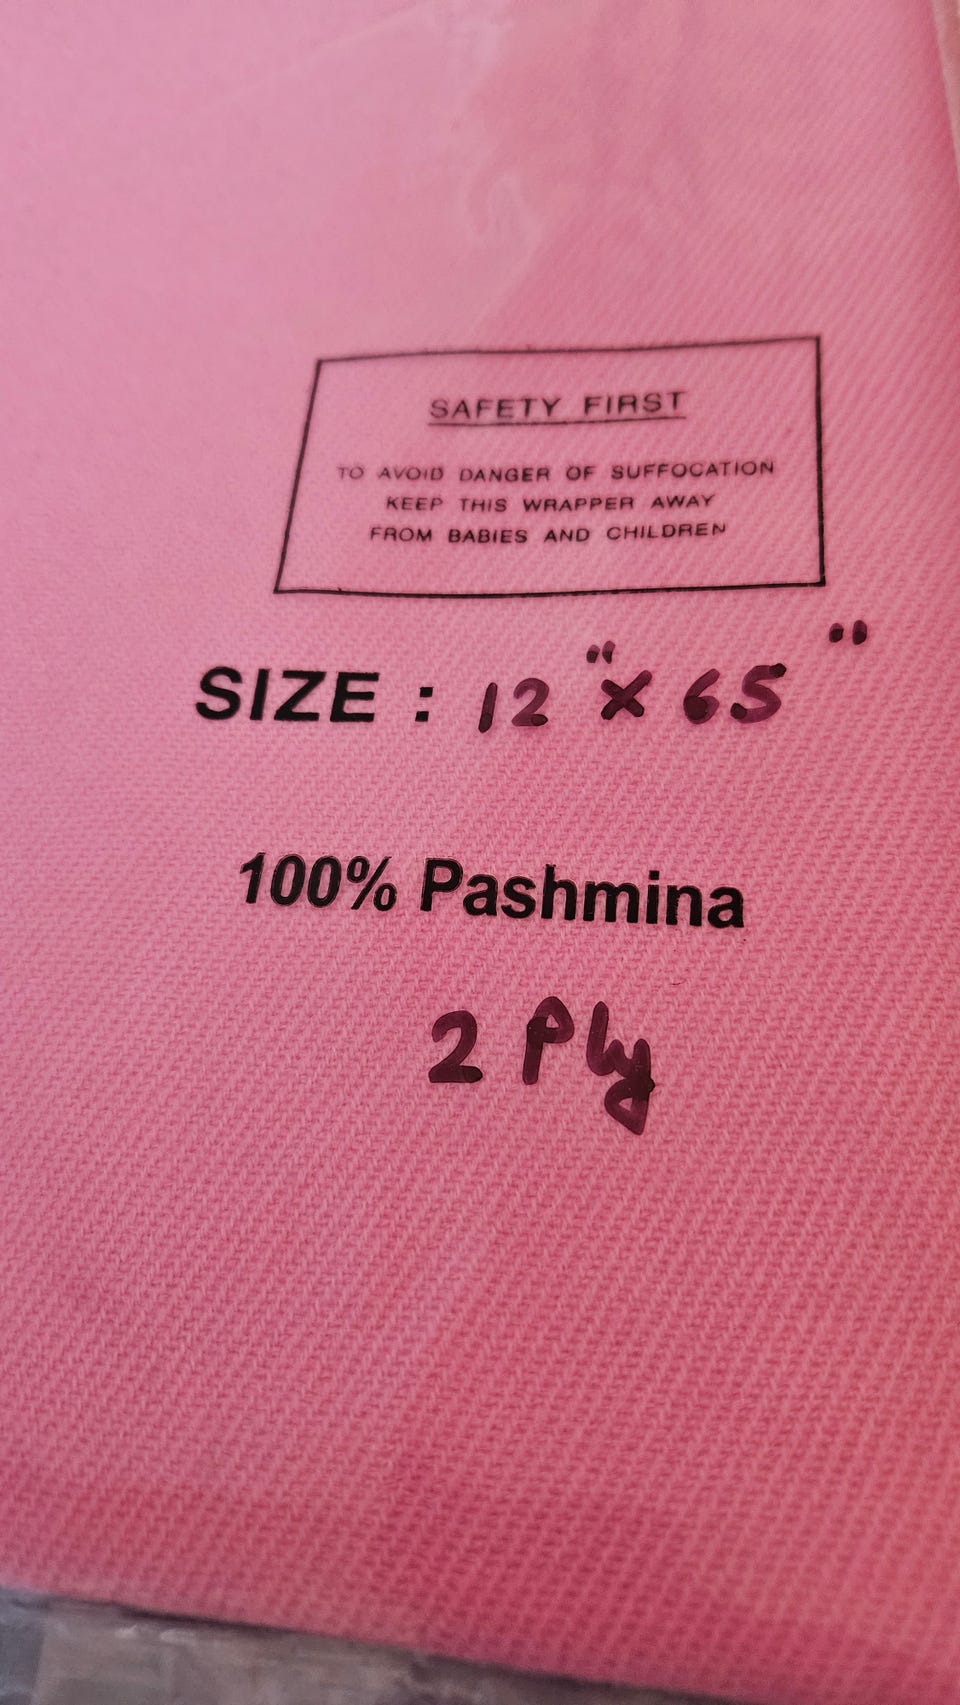 SAFETY FIRST
TO AVOID DANGER OF SUFFOCATION
KEEP THIS WRAPPER AWAY
FROM BABIES AND CHILDREN
SIZE : 12" X 65"
100% Pashmina
2 Ply